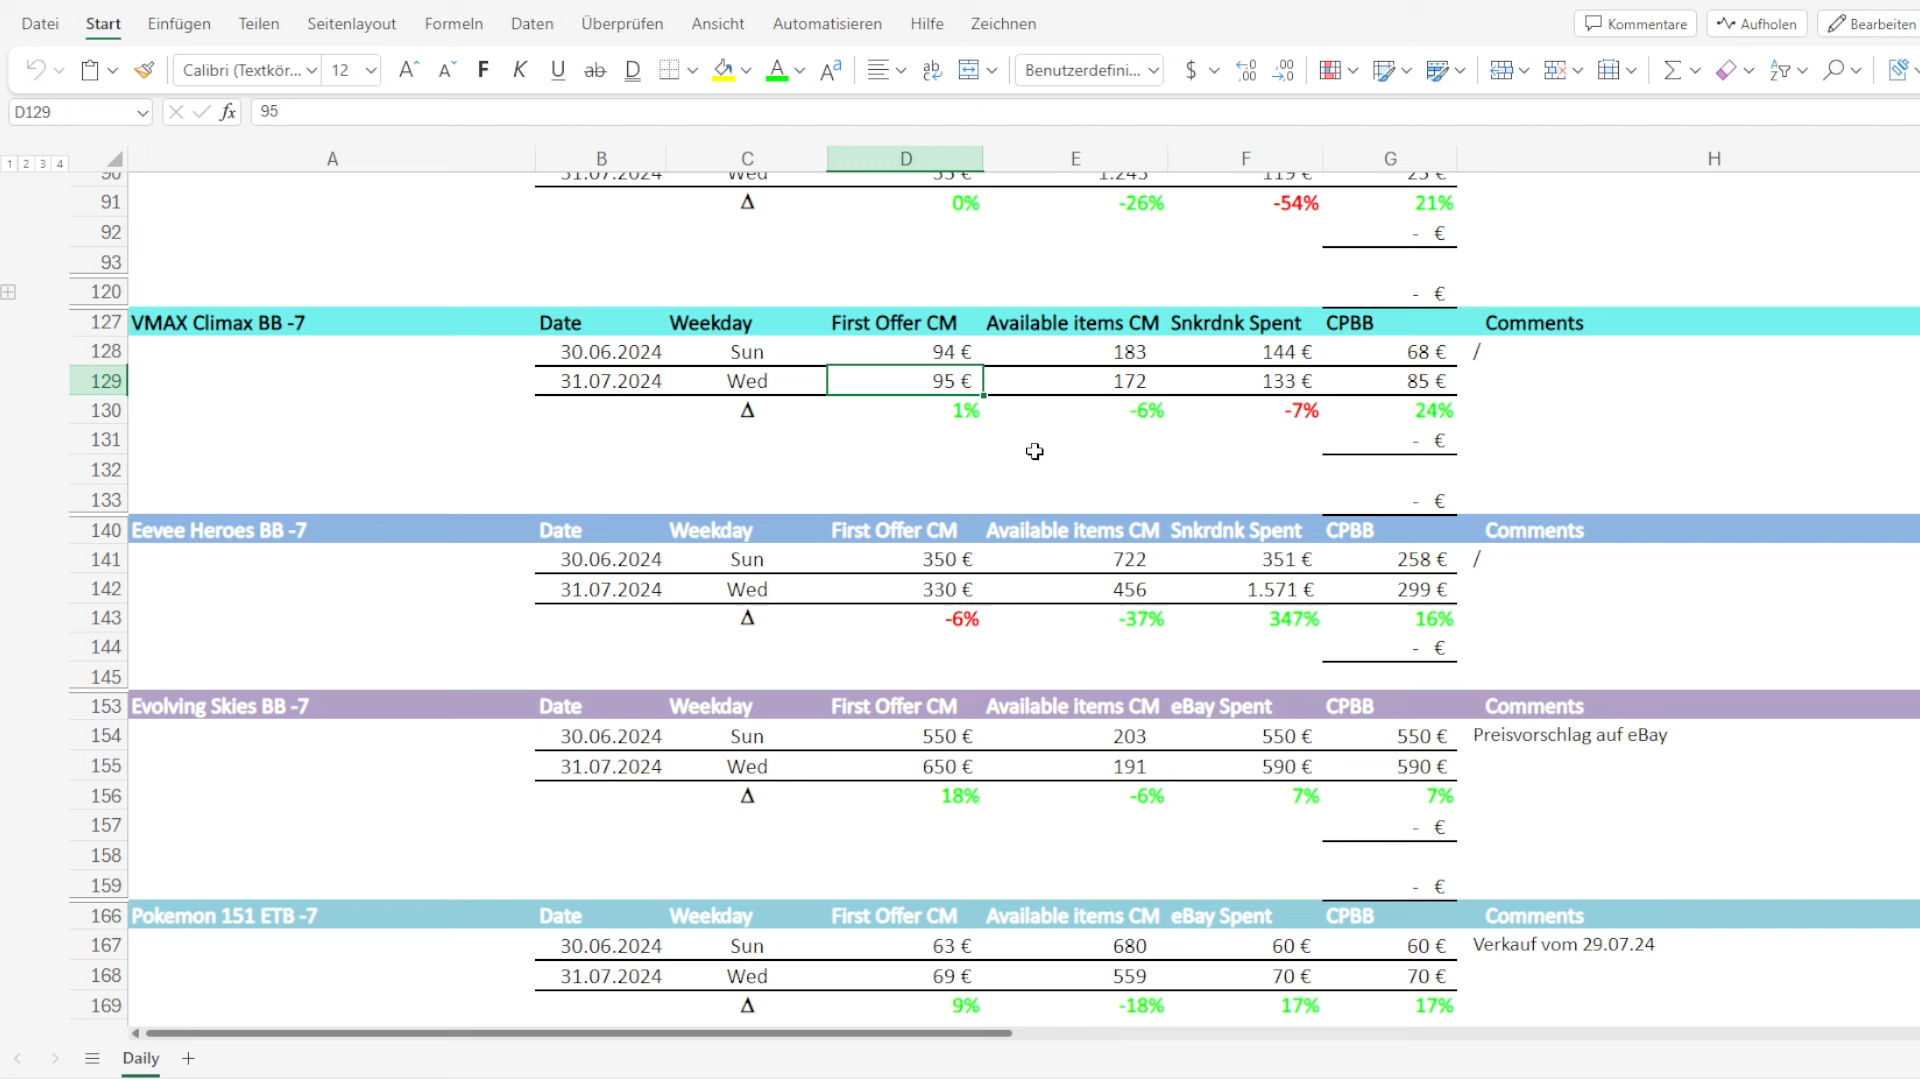 Datei Start Einfügen Teilen Seitenlayout Formeln Daten Überprüfen Ansicht Automatisieren Hilfe Zeichnen Kommentare Aufholen Bearbeiten
Calibri (Textkör... 12 F K U ab D Benutzerdefini... $
D129 fx 95
1 2 3 4 A B C D E F G H
90 31.07.2024 Wed 1.245 119 €
91 Δ 0% -26% -54% 21%
92 - €
93
120 - €
127 VMAX Climax BB -7 Date Weekday First Offer CM Available items CM Snkrdnk Spent CPBB Comments
128 30.06.2024 Sun 94 € 183 144 € 68 € /
129 31.07.2024 Wed 95 € 172 133 € 85 €
130 Δ 1% -6% -7% 24%
131 - €
132
133 - €
140 Eevee Heroes BB -7 Date Weekday First Offer CM Available items CM Snkrdnk Spent CPBB Comments
141 30.06.2024 Sun 350 € 722 351 € 258 € /
142 31.07.2024 Wed 330 € 456 1.571 € 299 €
143 Δ -6% -37% 347% 16%
144 - €
145
153 Evolving Skies BB -7 Date Weekday First Offer CM Available items CM eBay Spent CPBB Comments
154 30.06.2024 Sun 550 € 203 550 € 550 € Preisvorschlag auf eBay
155 31.07.2024 Wed 650 € 191 590 € 590 €
156 Δ 18% -6% 7% 7%
157 - €
158
159 - €
166 Pokemon 151 ETB -7 Date Weekday First Offer CM Available items CM eBay Spent CPBB Comments
167 30.06.2024 Sun 63 € 680 60 € 60 € Verkauf vom 29.07.24
168 31.07.2024 Wed 69 € 559 70 € 70 €
169 Δ 9% -18% 17% 17%
Daily